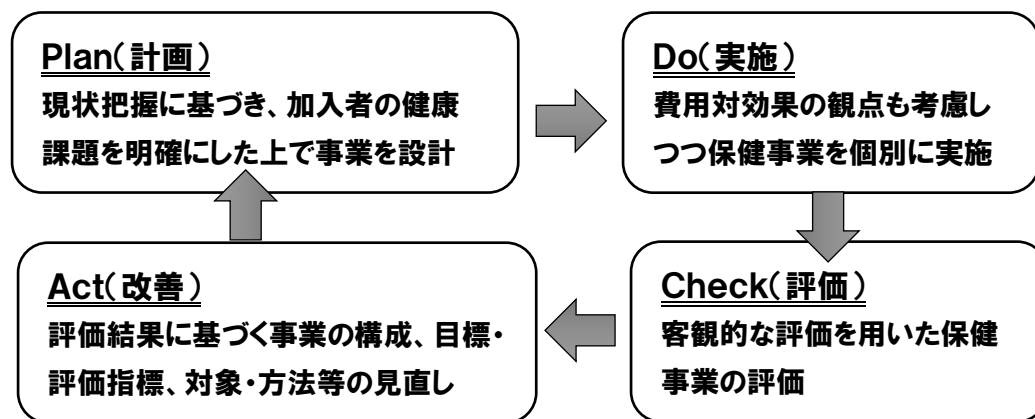 Plan(計画)
現状把握に基づき、加入者の健康
課題を明確にした上で事業を設計
Do(実施)
費用対効果の観点も考慮し
つつ保健事業を個別に実施
Act(改善)
評価結果に基づく事業の構成、目標・
評価指標、対象・方法等の見直し
Check(評価)
客観的な評価を用いた保健
事業の評価